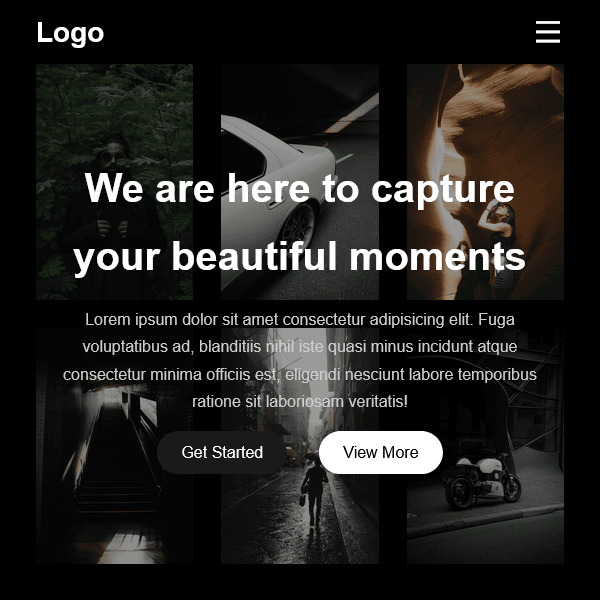 Logo
We are here to capture
your beautiful moments
Lorem ipsum dolor sit amet consectetur adipisicing elit. Fuga
voluptatibus ad, blanditiis nihil iste quasi minus incidunt atque
consectetur minima officiis est, eligendi nesciunt labore temporibus
ratione sit laboriosam veritatis!
Get Started
View More